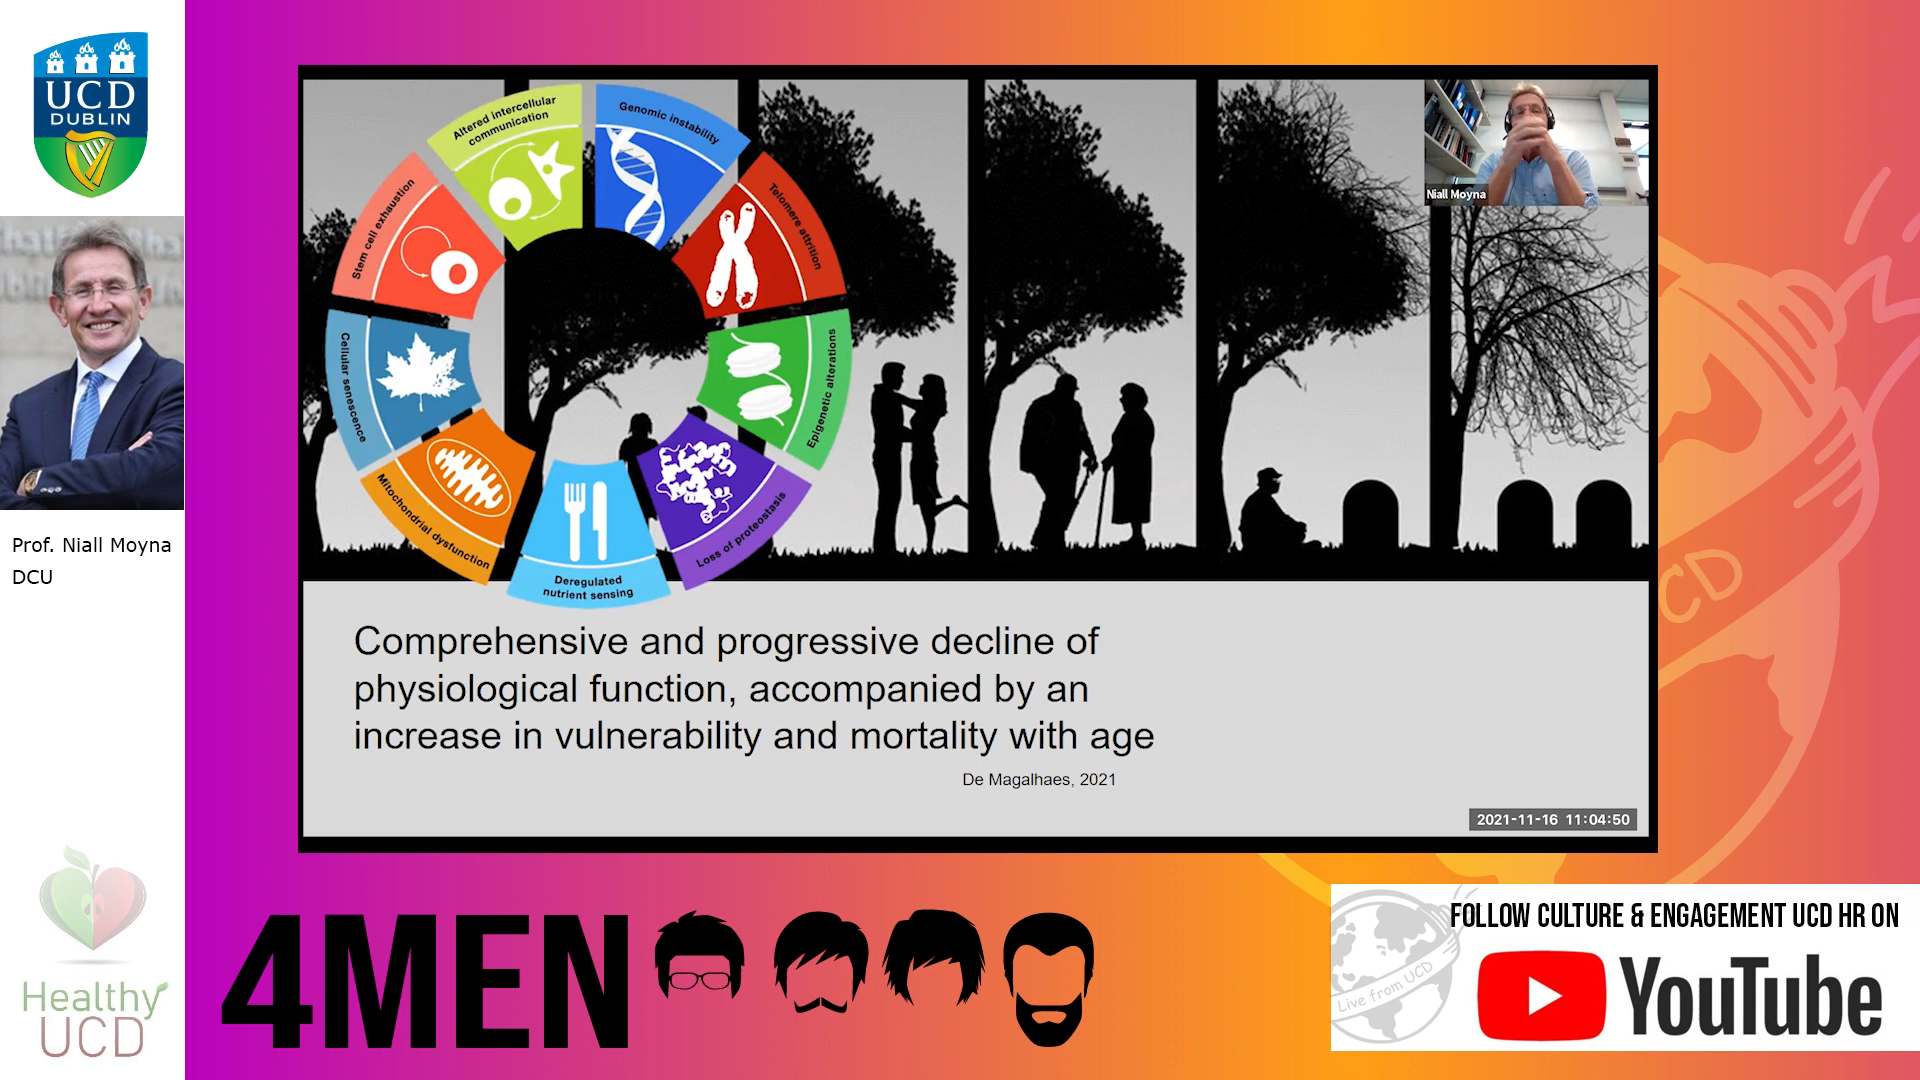 UCD
DUBLIN
Prof. Niall Moyna
DCU
Healthy
UCD
Altered intercellular
communication
Genomic instability
Telomere attrition
Epigenetic alterations
Loss of proteostasis
Deregulated
nutrient sensing
Mitochondrial dysfunction
Cellular senescence
Stem cell exhaustion
Niall Moyna
Comprehensive and progressive decline of
physiological function, accompanied by an
increase in vulnerability and mortality with age
De Magalhaes, 2021
2021-11-16 11:04:50
UCD
4MEN
FOLLOW CULTURE & ENGAGEMENT UCD HR ON
YouTube
Live from UCD